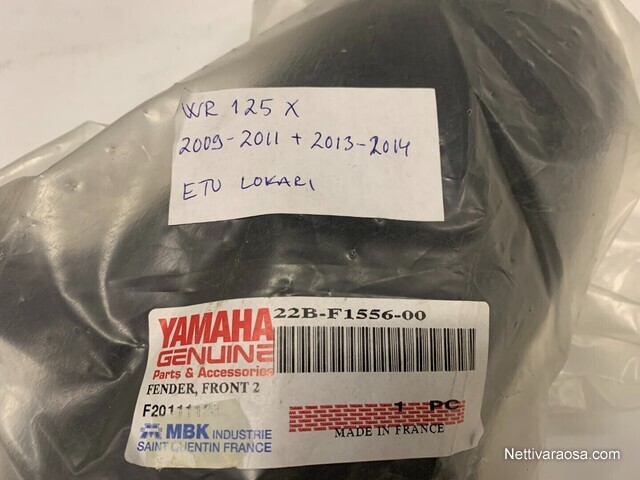 WR 125 X
2009-2011 + 2013-2014
ETU LOKARI
22B-F1556-00
YAMAHA
GENUINE
Parts & Accessories
FENDER, FRONT 2
1 PC
MADE IN FRANCE
MBK INDUSTRIE
SAINT QUENTIN FRANCE
Nettivaraosa.com